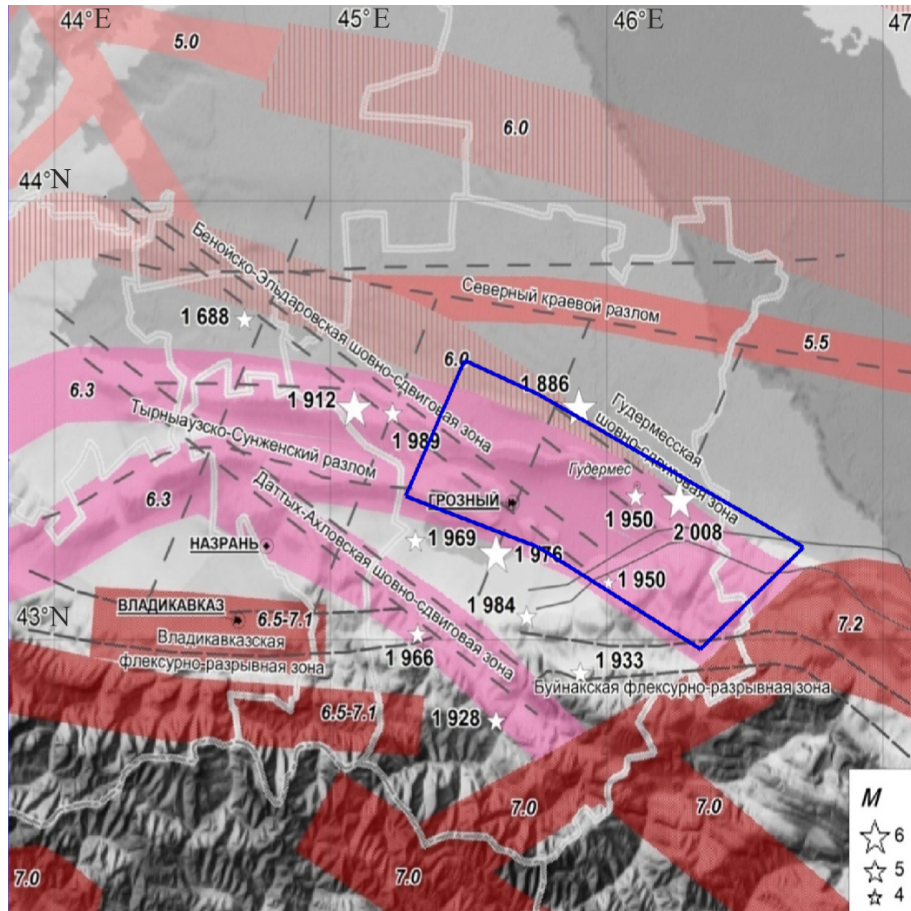 44°E
45°E
46°E
47
5.0
6.0
44°N
Бенойско-Эльдаровская шовно-сдвиговая зона
Северный краевой разлом
1 688
5.5
6.0
1 886
6.3
1 912
Гудермесская
шовно-сдвиговая зона
Тырныаузско-Сунженский разлом
1 989
Гудермес
6.3
Даттых-Ахловская шовно-сдвиговая зона
ГРОЗНЫЙ
1 950
2 008
НАЗРАНЬ
1 969
1 976
1 950
43°N
ВЛАДИКАВКАЗ
6.5-7.1
1 984
7.2
Владикавказская
флексурно-разрывная зона
1 966
1 933
Буйнакская флексурно-разрывная зона
6.5-7.1
1 928
7.0
7.0
7.0
7.0
M
6
5
4